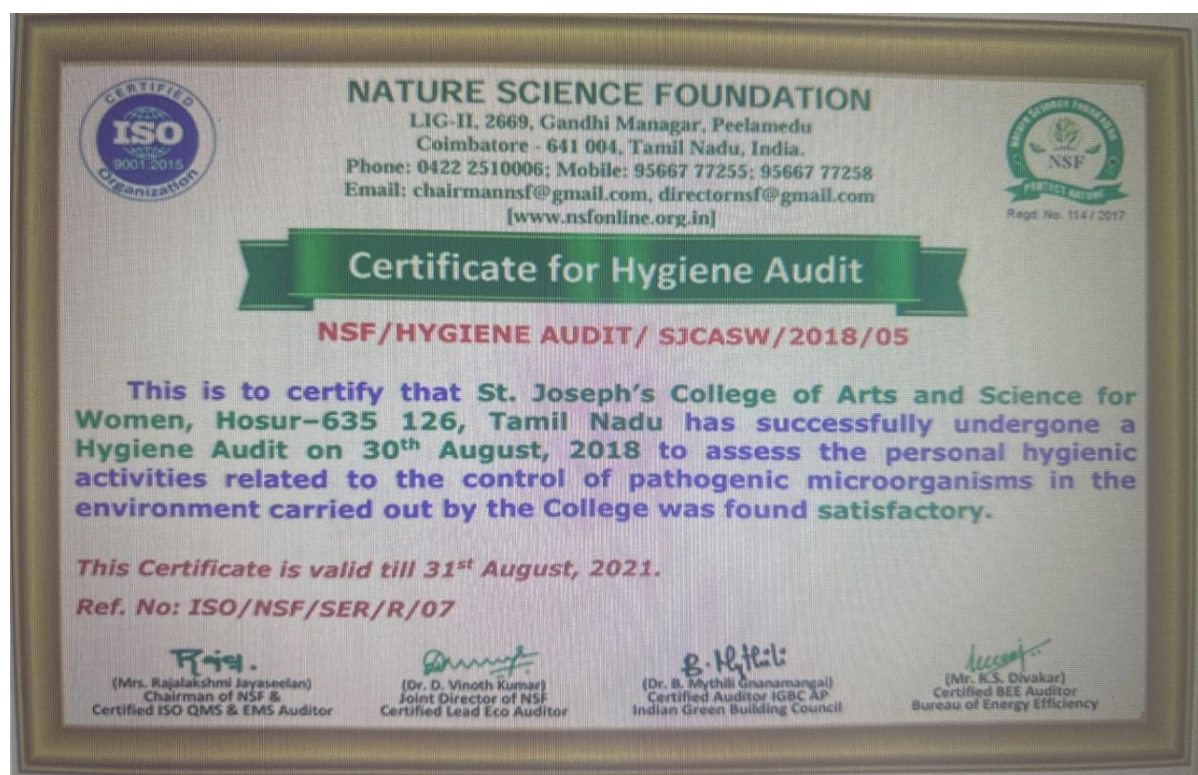 CERTIFIED
ISO
9001:2015
Organization
NATURE SCIENCE FOUNDATION
LIG-II, 2669, Gandhi Managar, Peelamedu
Coimbatore - 641 004, Tamil Nadu, India.
Phone: 0422 2510006; Mobile: 95667 77255; 95667 77258
Email: chairmannsf@gmail.com, directornsf@gmail.com
[www.nsfonline.org.in]
Nature Science Foundation
NSF
PROTECT NATURE
Regd. No. 114 / 2017
Certificate for Hygiene Audit
NSF/HYGIENE AUDIT/ SJCASW/2018/05
This is to certify that St. Joseph's College of Arts and Science for
Women, Hosur-635 126, Tamil Nadu has successfully undergone a
Hygiene Audit on 30th August, 2018 to assess the personal hygienic
activities related to the control of pathogenic microorganisms in the
environment carried out by the College was found satisfactory.
This Certificate is valid till 31st August, 2021.
Ref. No: ISO/NSF/SER/R/07
B. Mythili
(Mrs. Rajalakshmi Jayaseelan)
Chairman of NSF &
Certified ISO QMS & EMS Auditor
(Dr. D. Vinoth Kumar)
Joint Director of NSF
Certified Lead Eco Auditor
(Dr. B. Mythili Gnanamangal)
Certified Auditor IGBC AP
Indian Green Building Council
(Mr. K.S. Divakar)
Certified BEE Auditor
Bureau of Energy Efficiency